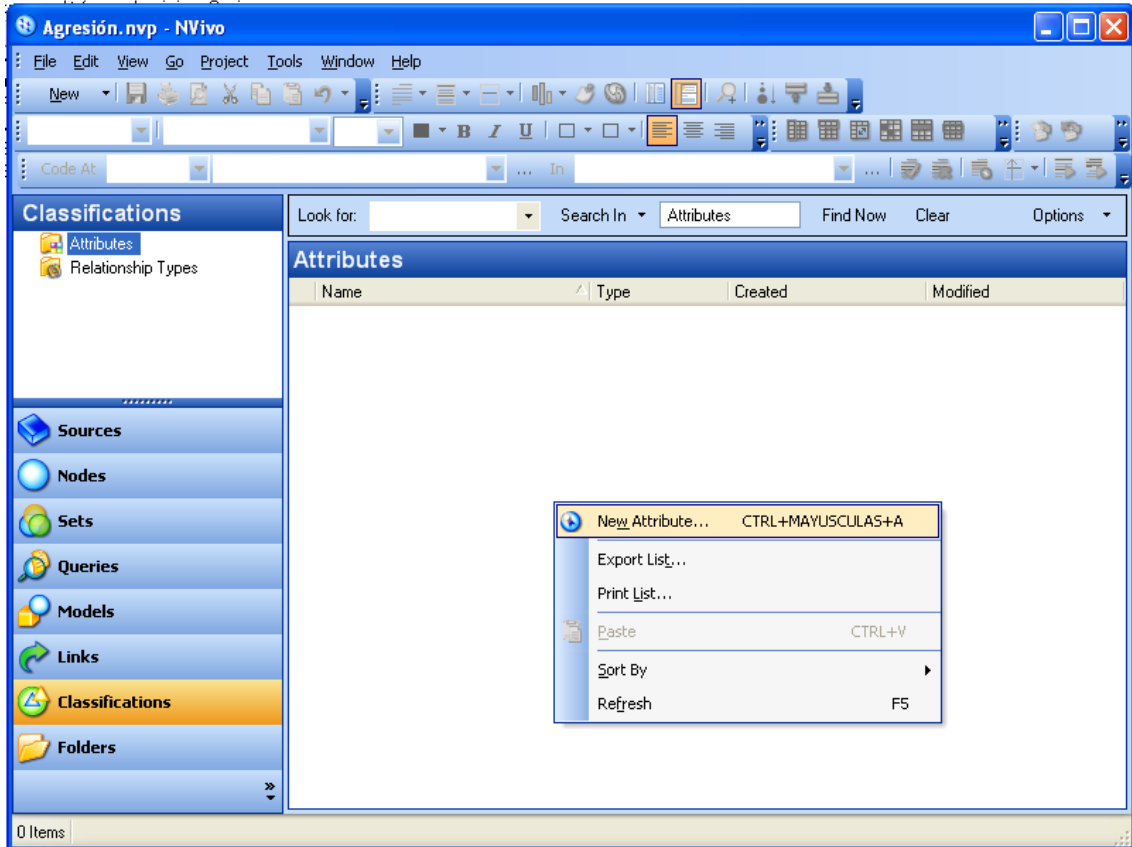 Agresión.nvp - NVivo
File Edit View Go Project Tools Window Help
New
B I U
Code At ... In ...
Classifications
Look for: Search In Attributes Find Now Clear Options
Attributes
Relationship Types
Attributes
Name Type Created Modified
Sources
Nodes
Sets
Queries
Models
Links
Classifications
Folders
New Attribute... CTRL+MAYUSCULAS+A
Export List...
Print List...
Paste CTRL+V
Sort By
Refresh F5
0 Items